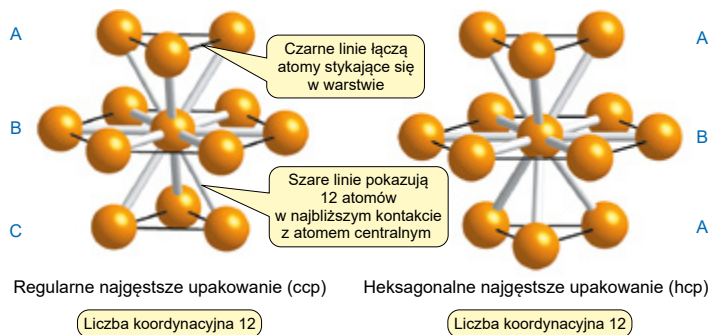 A
B
C
Czarne linie łączą
atomy stykające się
w warstwie
Szare linie pokazują
12 atomów
w najbliższym kontakcie
z atomem centralnym
A
B
A
Regularne najgęstsze upakowanie (ccp)
Heksagonalne najgęstsze upakowanie (hcp)
Liczba koordynacyjna 12
Liczba koordynacyjna 12